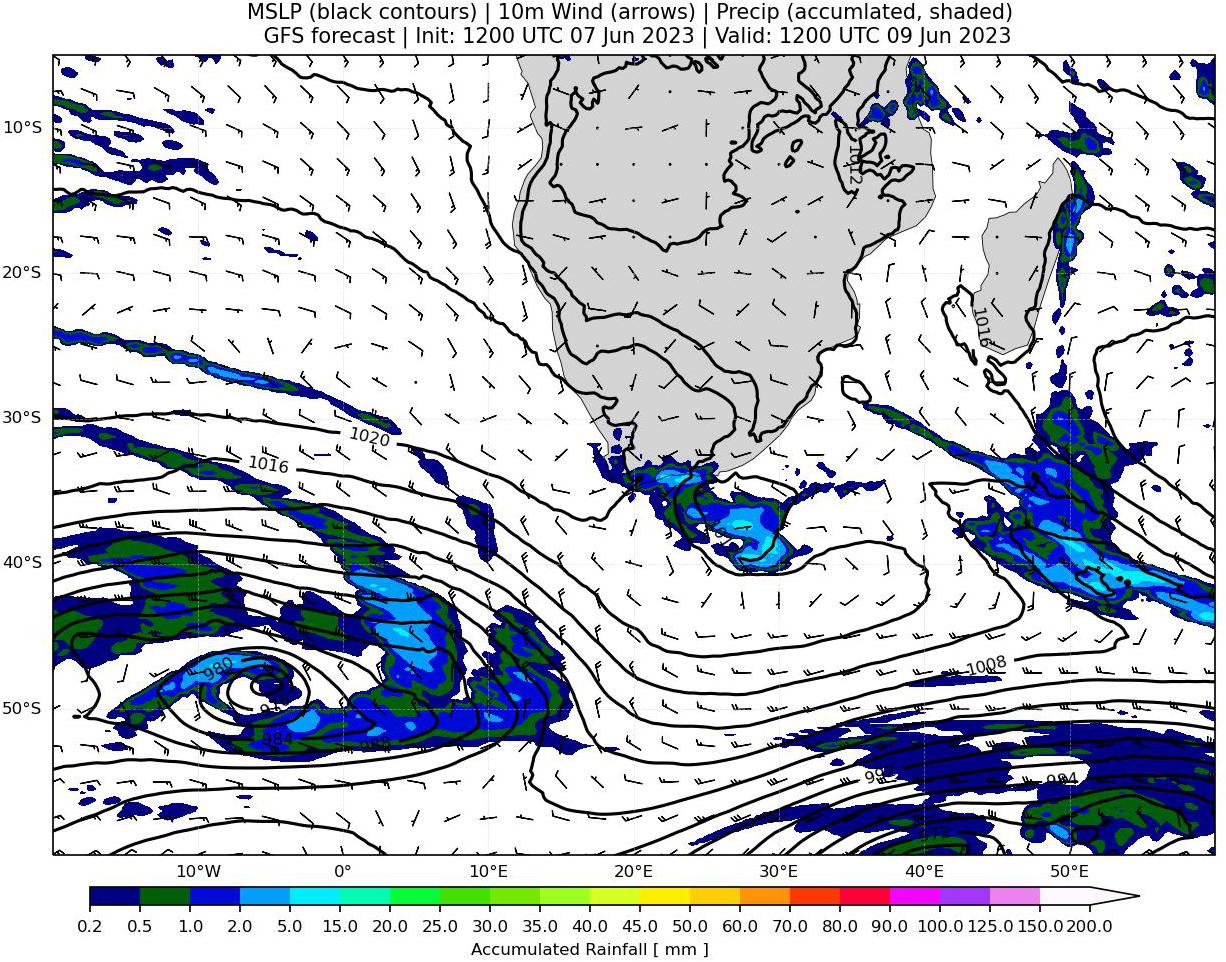 MSLP (black contours) | 10m Wind (arrows) | Precip (accumlated, shaded)
GFS forecast | Init: 1200 UTC 07 Jun 2023 | Valid: 1200 UTC 09 Jun 2023
10°S
20°S
30°S
40°S
50°S
1012
1016
1020
1016
1008
980
984
988
984
972
10°W
0°
10°E
20°E
30°E
40°E
50°E
0.2 0.5 1.0 2.0 5.0 10.0 15.0 20.0 25.0 30.0 35.0 40.0 45.0 50.0 60.0 70.0 80.0 90.0 100.0 125.0 150.0 200.0
Accumulated Rainfall [ mm ]